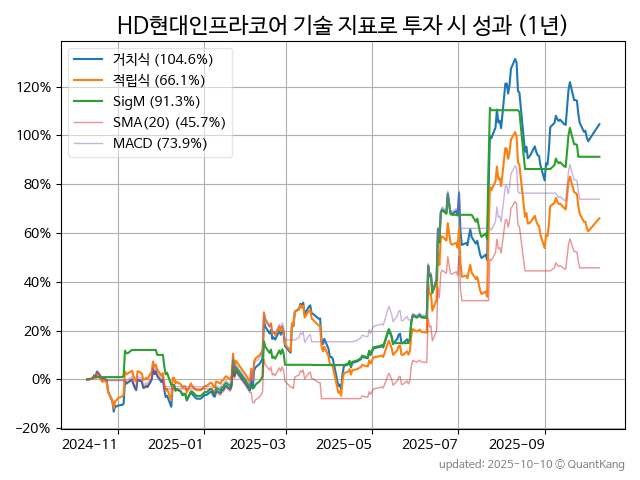 HD현대인프라코어 기술 지표로 투자 시 성과 (1년)
거치식 (104.6%)
적립식 (66.1%)
SigM (91.3%)
SMA(20) (45.7%)
MACD (73.9%)
120%
100%
80%
60%
40%
20%
0%
−20%
2024-11 2025-01 2025-03 2025-05 2025-07 2025-09
updated: 2025-10-10 © QuantKang